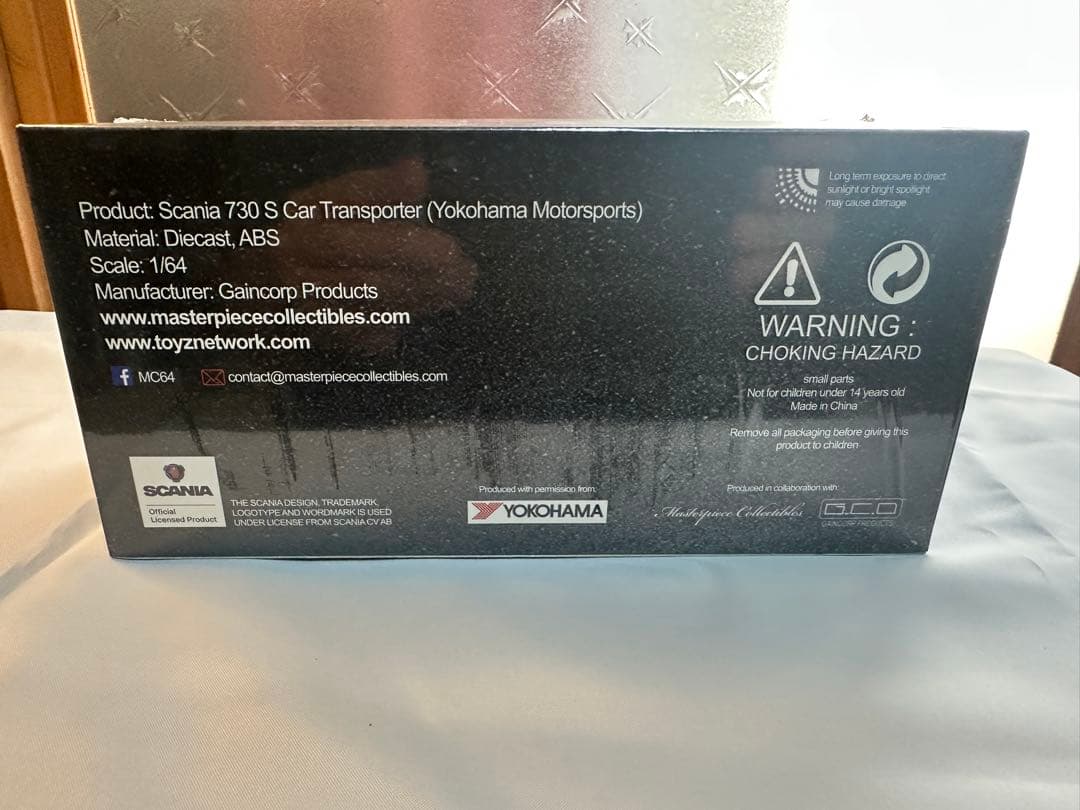 Product: Scania 730 S Car Transporter (Yokohama Motorsports)
Material: Diecast, ABS
Scale: 1/64
Manufacturer: Gaincorp Products
www.masterpiececollectibles.com
www.toyznetwork.com
f MC64 contact@masterpiececollectibles.com
Long term exposure to direct
sunlight or bright spotlight
may cause damage
WARNING :
CHOKING HAZARD
small parts
Not for children under 14 years old
Made in China
Remove all packaging before giving this
product to children
SCANIA
Official
Licensed Product
THE SCANIA DESIGN, TRADEMARK,
LOGOTYPE AND WORDMARK IS USED
UNDER LICENSE FROM SCANIA CV AB
Produced with permission from:
YOKOHAMA
Produced in collaboration with:
Masterpiece Collectibles
G.C.D
GAINCORP PRODUCTS